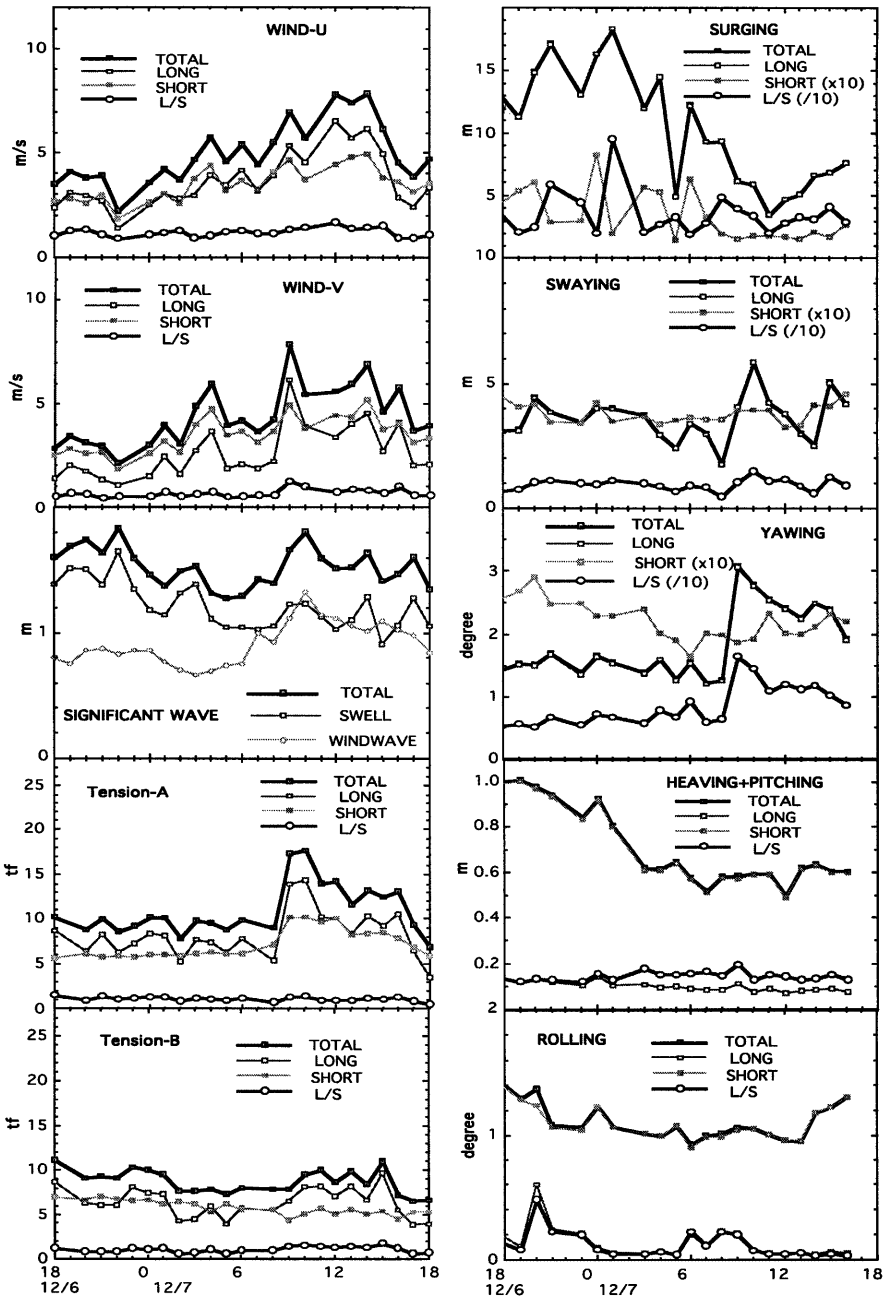 WIND-U
TOTAL
LONG
SHORT
L/S
10
5
0
m/s
WIND-V
TOTAL
LONG
SHORT
L/S
10
5
0
m/s
SIGNIFICANT WAVE
TOTAL
SWELL
WINDWAVE
1
0
m
Tension-A
TOTAL
LONG
SHORT
L/S
25
20
15
10
5
0
tf
Tension-B
TOTAL
LONG
SHORT
L/S
25
20
15
10
5
0
tf
18 0 6 12 18
12/6 12/7
SURGING
TOTAL
LONG
SHORT (x10)
L/S (/10)
15
10
5
10
m
SWAYING
TOTAL
LONG
SHORT (x10)
L/S (/10)
5
0
m
YAWING
TOTAL
LONG
SHORT (x10)
L/S (/10)
3
2
1
0
degree
HEAVING+PITCHING
TOTAL
LONG
SHORT
L/S
1.0
0.8
0.6
0.4
0.2
2
m
ROLLING
TOTAL
LONG
SHORT
L/S
1
0
degree
18 0 6 12 18
12/6 12/7